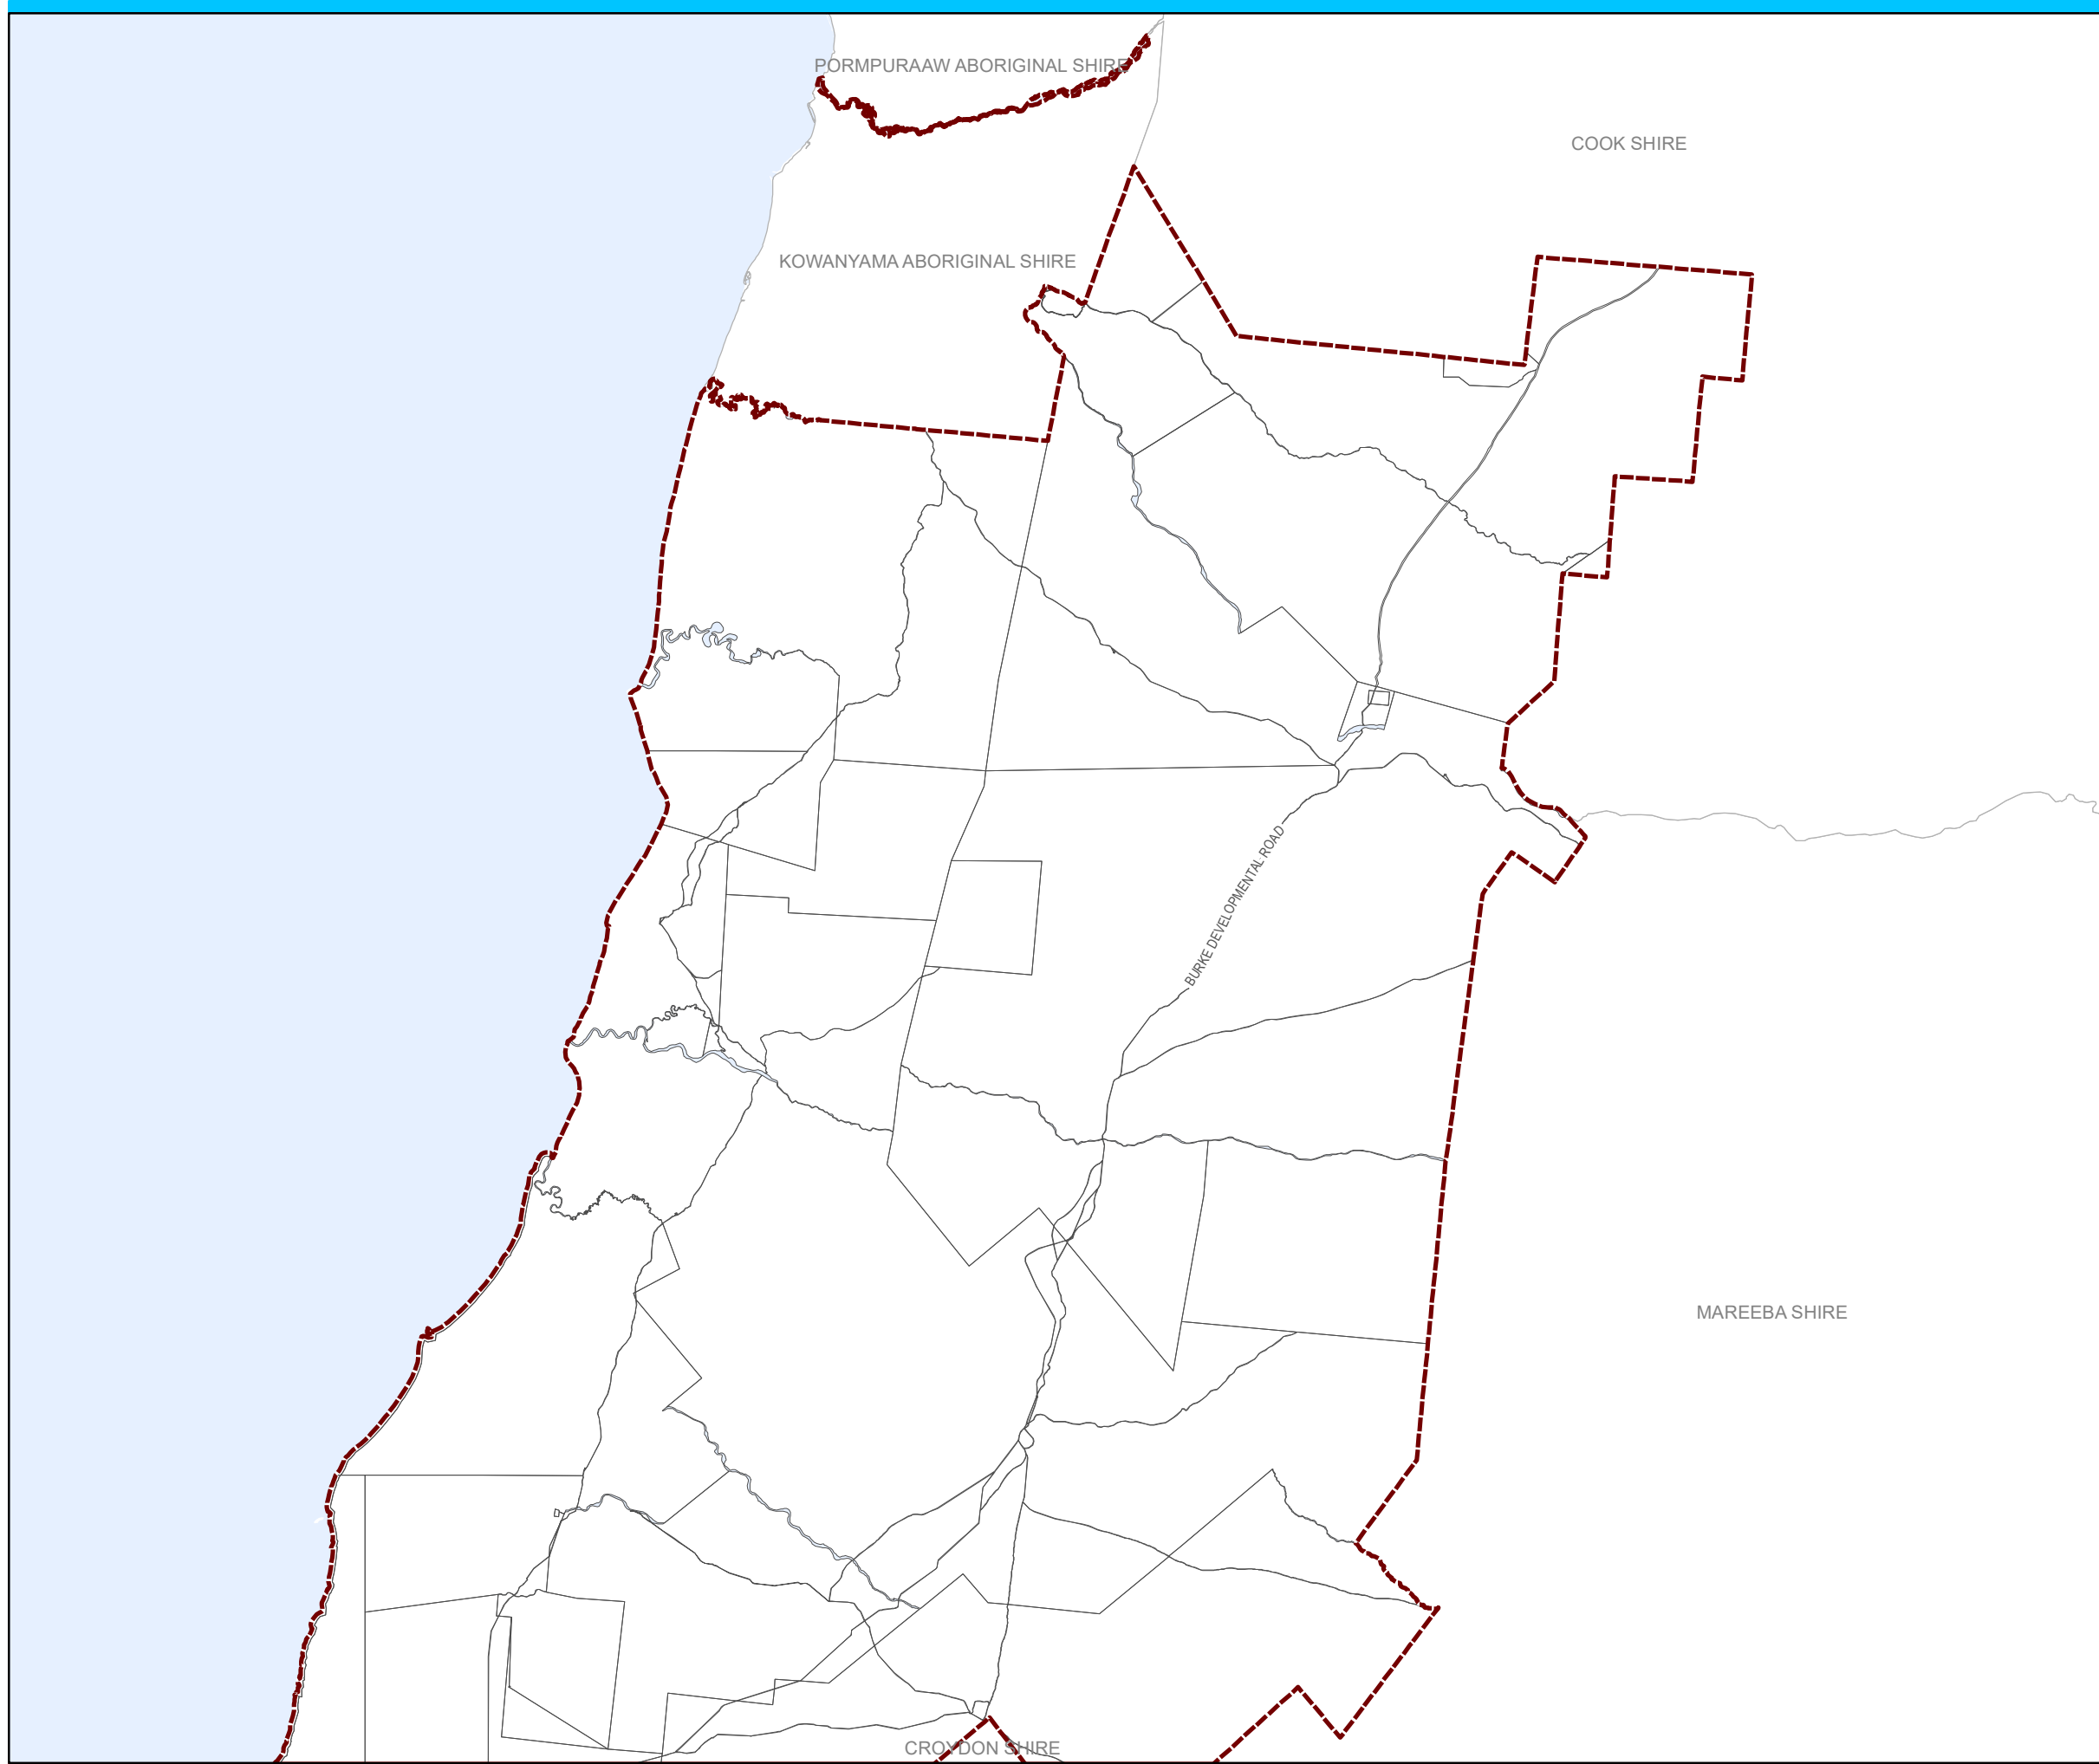 PORMPURAAW ABORIGINAL SHIRE
COOK SHIRE
KOWANYAMA ABORIGINAL SHIRE
BURKE DEVELOPMENTAL ROAD
MAREEBA SHIRE
CROYDON SHIRE